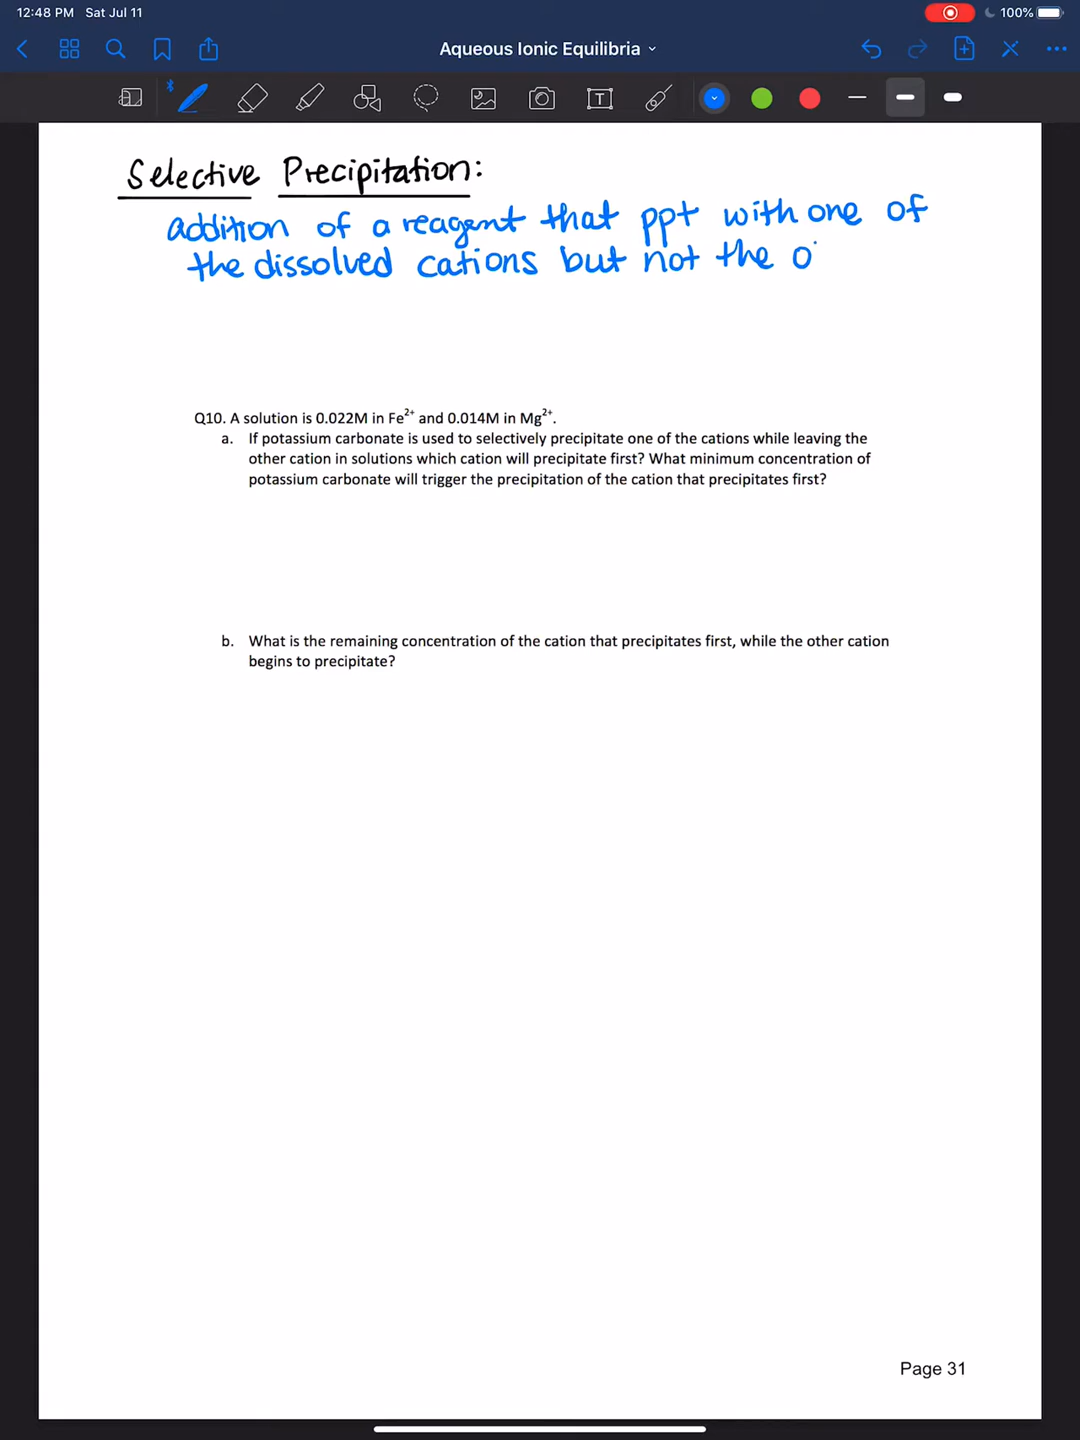 12:48 PM Sat Jul 11
100%
Aqueous Ionic Equilibria
T
Selective Precipitation:
addition of a reagent that ppt with one of
the dissolved cations but not the o
Q10. A solution is 0.022M in Fe²⁺ and 0.014M in Mg²⁺.
a. If potassium carbonate is used to selectively precipitate one of the cations while leaving the
other cation in solutions which cation will precipitate first? What minimum concentration of
potassium carbonate will trigger the precipitation of the cation that precipitates first?
b. What is the remaining concentration of the cation that precipitates first, while the other cation
begins to precipitate?
Page 31